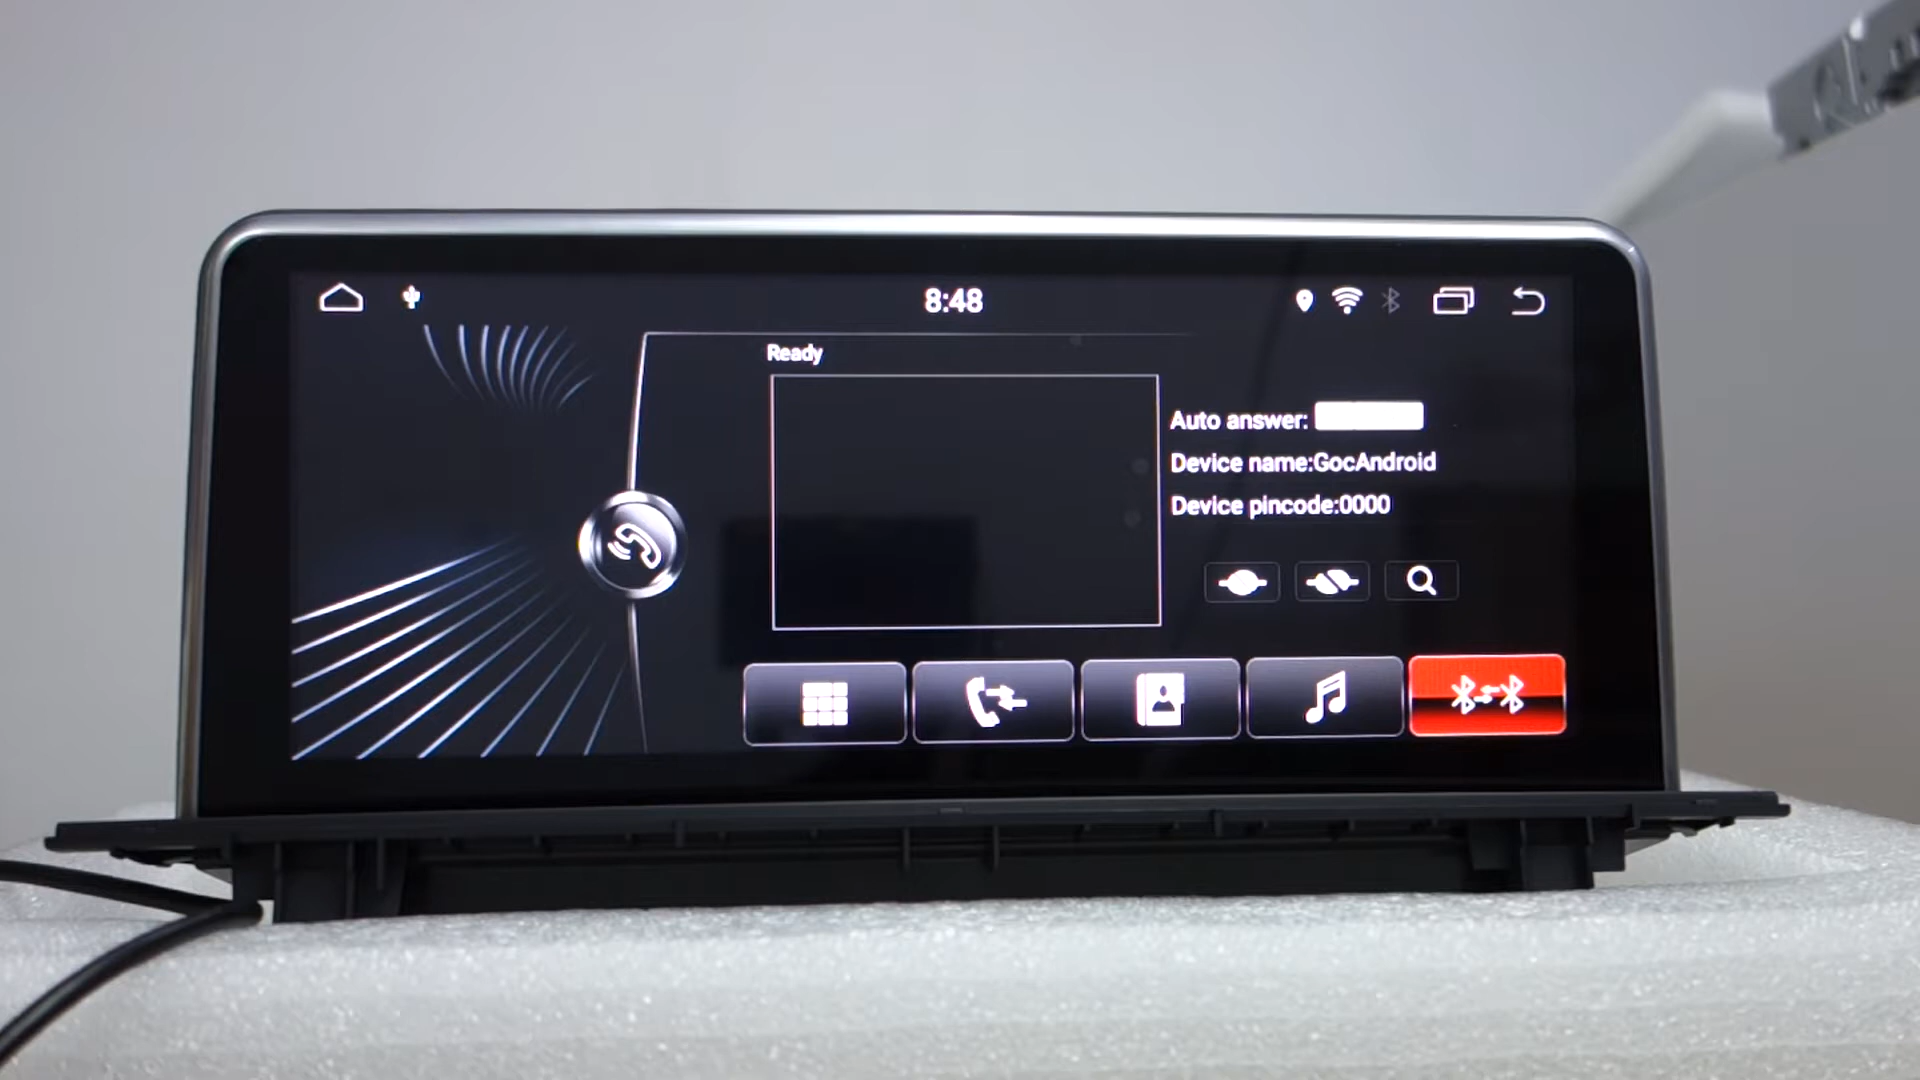 8:48
Ready
Auto answer:
Device name:GocAndroid
Device pincode:0000